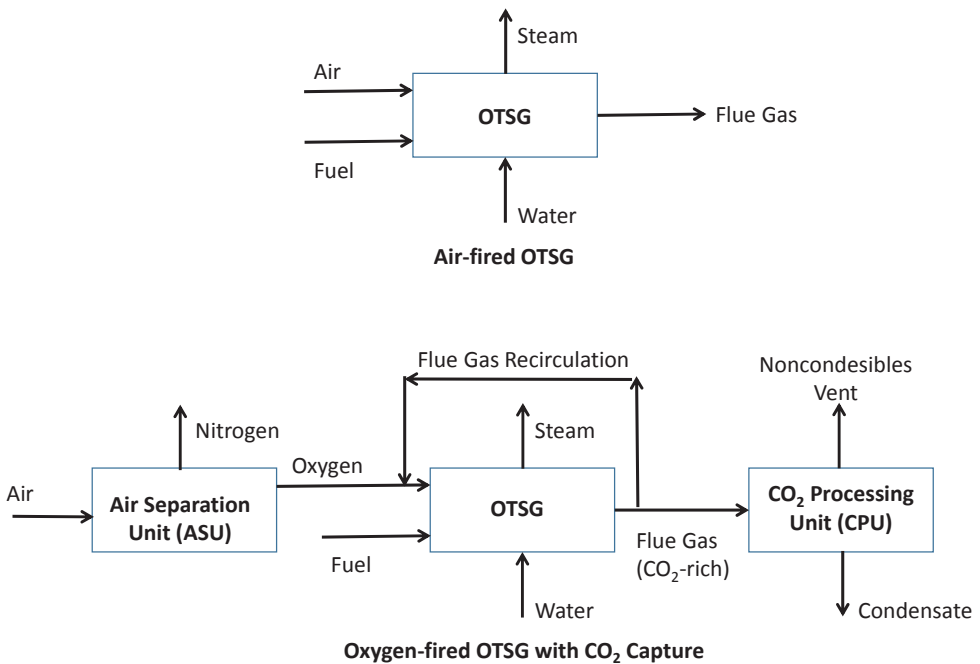 Steam
Air
OTSG
Flue Gas
Fuel
Water
Air-fired OTSG
Flue Gas Recirculation
Noncondesibles
Vent
Nitrogen
Steam
Oxygen
Air
Air Separation
Unit (ASU)
OTSG
CO₂ Processing
Unit (CPU)
Fuel
Flue Gas
(CO₂-rich)
Water
Condensate
Oxygen-fired OTSG with CO₂ Capture